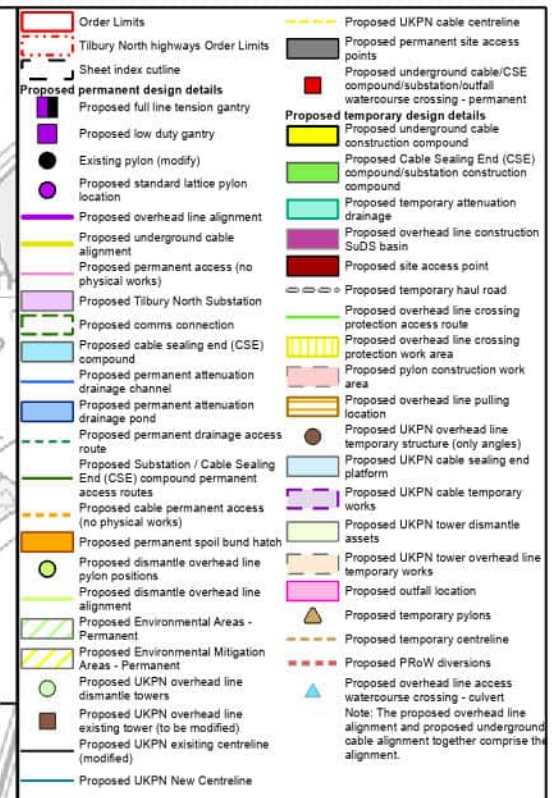 Order Limits
Tilbury North highways Order Limits
Sheet index cutline
Proposed permanent design details
Proposed full line tension gantry
Proposed low duty gantry
Existing pylon (modify)
Proposed standard lattice pylon
location
Proposed overhead line alignment
Proposed underground cable
alignment
Proposed permanent access (no
physical works)
Proposed Tilbury North Substation
Proposed comms connection
Proposed cable sealing end (CSE)
compound
Proposed permanent attenuation
drainage channel
Proposed permanent attenuation
drainage pond
Proposed permanent drainage access
route
Proposed Substation / Cable Sealing
End (CSE) compound permanent
access routes
Proposed cable permanent access
(no physical works)
Proposed permanent spoil bund hatch
Proposed dismantle overhead line
pylon positions
Proposed dismantle overhead line
alignment
Proposed Environmental Areas -
Permanent
Proposed Environmental Mitigation
Areas - Permanent
Proposed UKPN overhead line
dismantle towers
Proposed UKPN overhead line
existing tower (to be modified)
Proposed UKPN exisiting centreline
(modified)
Proposed UKPN New Centreline
Proposed UKPN cable centreline
Proposed permanent site access
points
Proposed underground cable/CSE
compound/substation/outfall
watercourse crossing - permanent
Proposed temporary design details
Proposed underground cable
construction compound
Proposed Cable Sealing End (CSE)
compound/substation construction
compound
Proposed temporary attenuation
drainage
Proposed overhead line construction
SuDS basin
Proposed site access point
Proposed temporary haul road
Proposed overhead line crossing
protection access route
Proposed overhead line crossing
protection work area
Proposed pylon construction work
area
Proposed overhead line pulling
location
Proposed UKPN overhead line
temporary structure (only angles)
Proposed UKPN cable sealing end
platform
Proposed UKPN cable temporary
works
Proposed UKPN tower dismantle
assets
Proposed UKPN tower overhead line
temporary works
Proposed outfall location
Proposed temporary pylons
Proposed temporary centreline
Proposed PRoW diversions
Proposed overhead line access
watercourse crossing - culvert
Note: The proposed overhead line
alignment and proposed underground
cable alignment together comprise the
alignment.